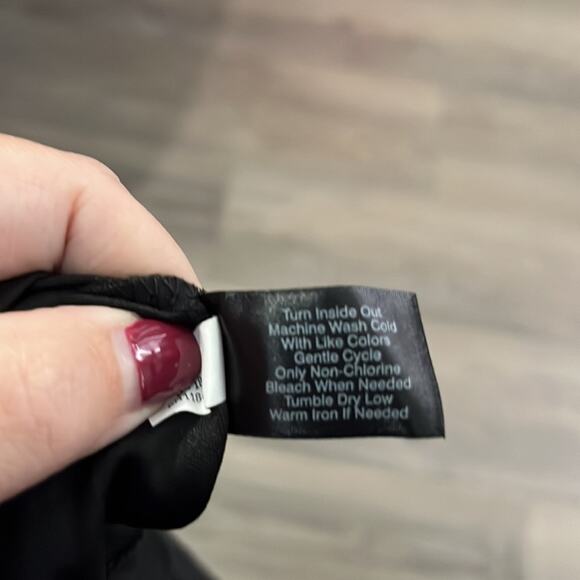 Turn Inside Out
Machine Wash Cold
With Like Colors
Gentle Cycle
Only Non-Chlorine
Bleach When Needed
Tumble Dry Low
Warm Iron If Needed